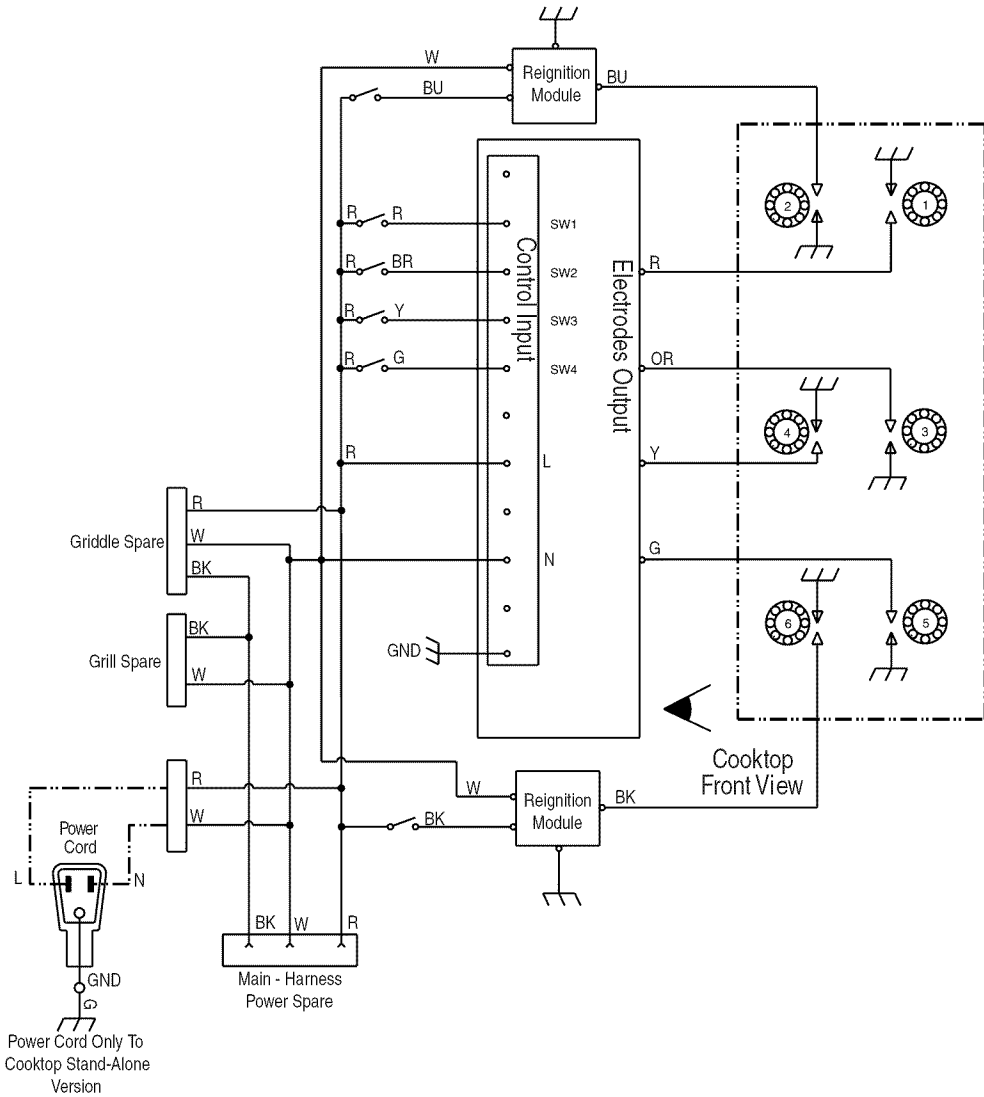 W
Reignition
Module
BU
BU
2
1
R
R
SW1
Control Input
Electrodes Output
R
BR
SW2
R
R
Y
SW3
R
G
SW4
OR
4
3
R
L
Y
Griddle Spare
R
W
BK
N
G
6
5
Grill Spare
BK
W
GND
Cooktop
Front View
R
W
W
Reignition
Module
BK
BK
Power
Cord
L
N
BK
W
R
Main - Harness
Power Spare
GND
G
Power Cord Only To
Cooktop Stand-Alone
Version